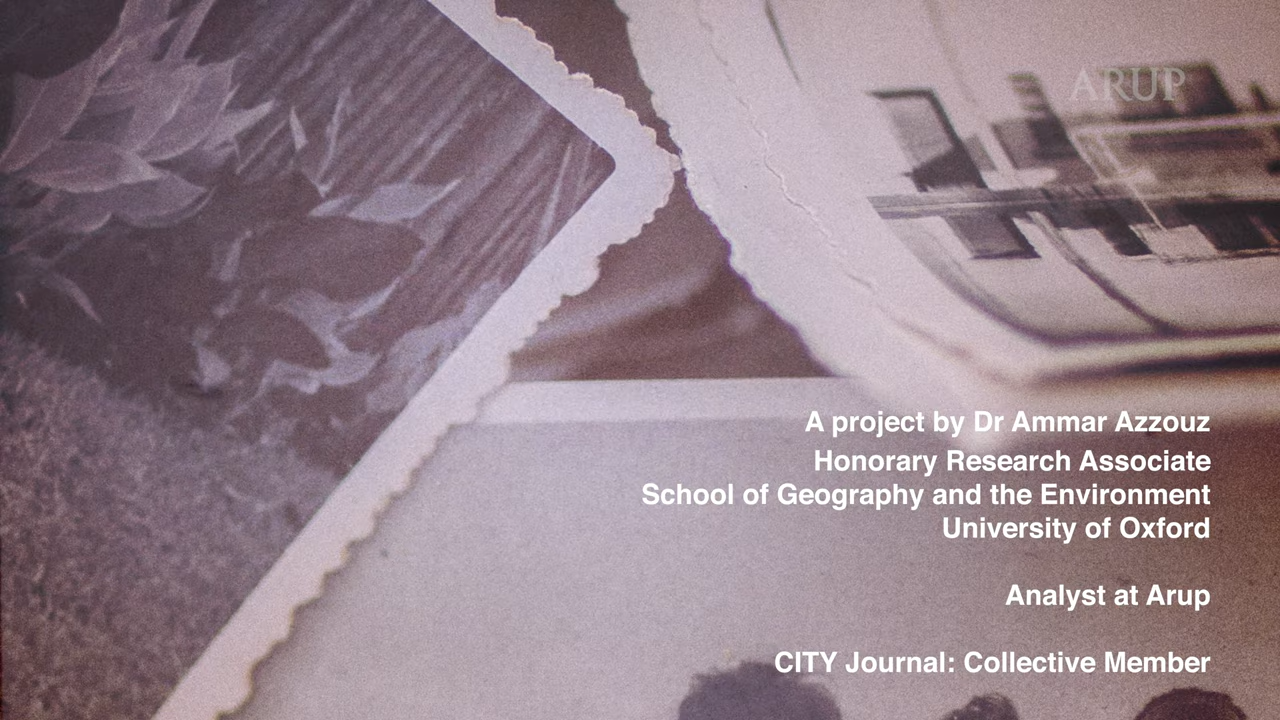 ARUP
A project by Dr Ammar Azzouz
Honorary Research Associate
School of Geography and the Environment
University of Oxford
Analyst at Arup
CITY Journal: Collective Member